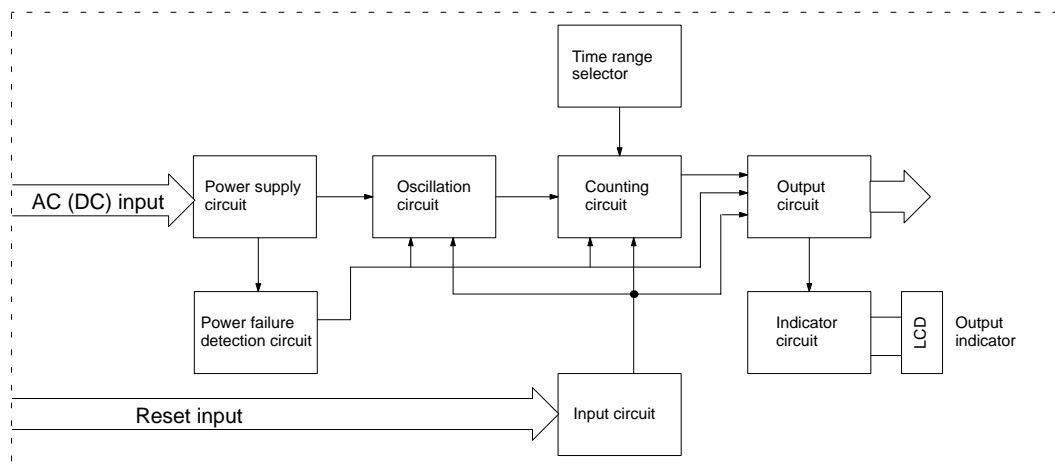 Time range
selector
AC (DC) input
Power supply
circuit
Oscillation
circuit
Counting
circuit
Output
circuit
Power failure
detection circuit
Indicator
circuit
LCD
Output
indicator
Reset input
Input circuit